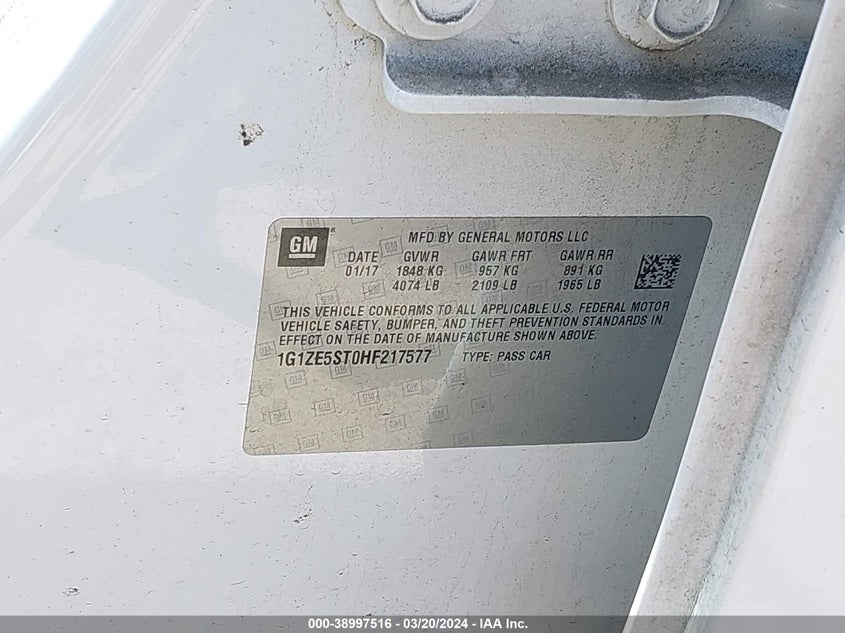 GM®
MFD BY GENERAL MOTORS LLC
DATE GVWR GAWR FRT GAWR RR
01/17 1848 KG 957 KG 891 KG
4074 LB 2109 LB 1965 LB
THIS VEHICLE CONFORMS TO ALL APPLICABLE U.S. FEDERAL MOTOR
VEHICLE SAFETY, BUMPER, AND THEFT PREVENTION STANDARDS IN
EFFECT ON THE DATE OF MANUFACTURE SHOWN ABOVE.
1G1ZE5ST0HF217577 TYPE: PASS CAR
000-38997516 - 03/20/2024 - IAA Inc.